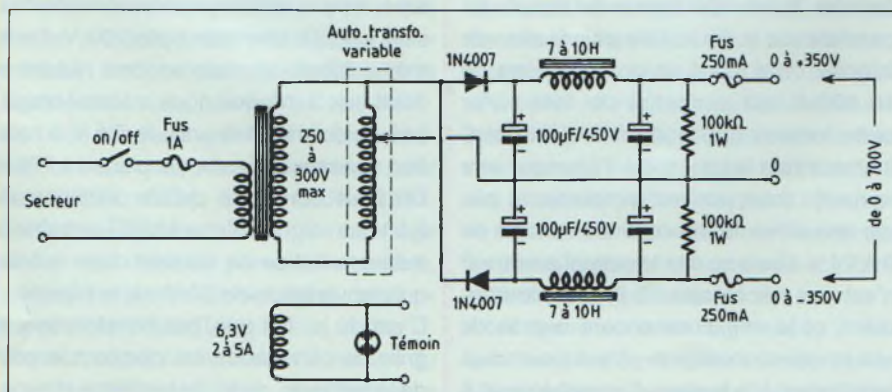 Auto.transfo.
variable
on/off
Fus
1A
Secteur
250
à
300V
max
6,3V
2à5A
Témoin
1N4007
7 à 10H
+
100µF/450V
+
+
100µF/450V
+
1N4007
7 à 10H
100kΩ
1W
100kΩ
1W
Fus
250mA
0 à +350V
0
de 0 à 700V
Fus
250mA
0 à -350V